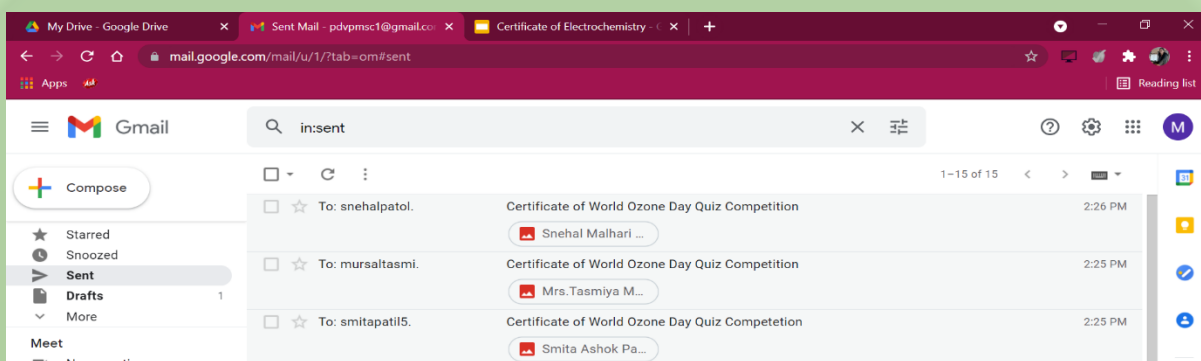 My Drive - Google Drive
Sent Mail - pdvpmsc1@gmail.co
Certificate of Electrochemistry - G
mail.google.com/mail/u/1/?tab=om#sent
Apps
Reading list
Gmail
in:sent
M
Compose
1–15 of 15
31
To: snehalpatol. Certificate of World Ozone Day Quiz Competition 2:26 PM
Snehal Malhari ...
Starred
Snoozed
To: mursaltasmi. Certificate of World Ozone Day Quiz Competition 2:25 PM
Sent
Mrs.Tasmiya M...
Drafts 1
More
To: smitapatil5. Certificate of World Ozone Day Quiz Competetion 2:25 PM
Smita Ashok Pa...
Meet